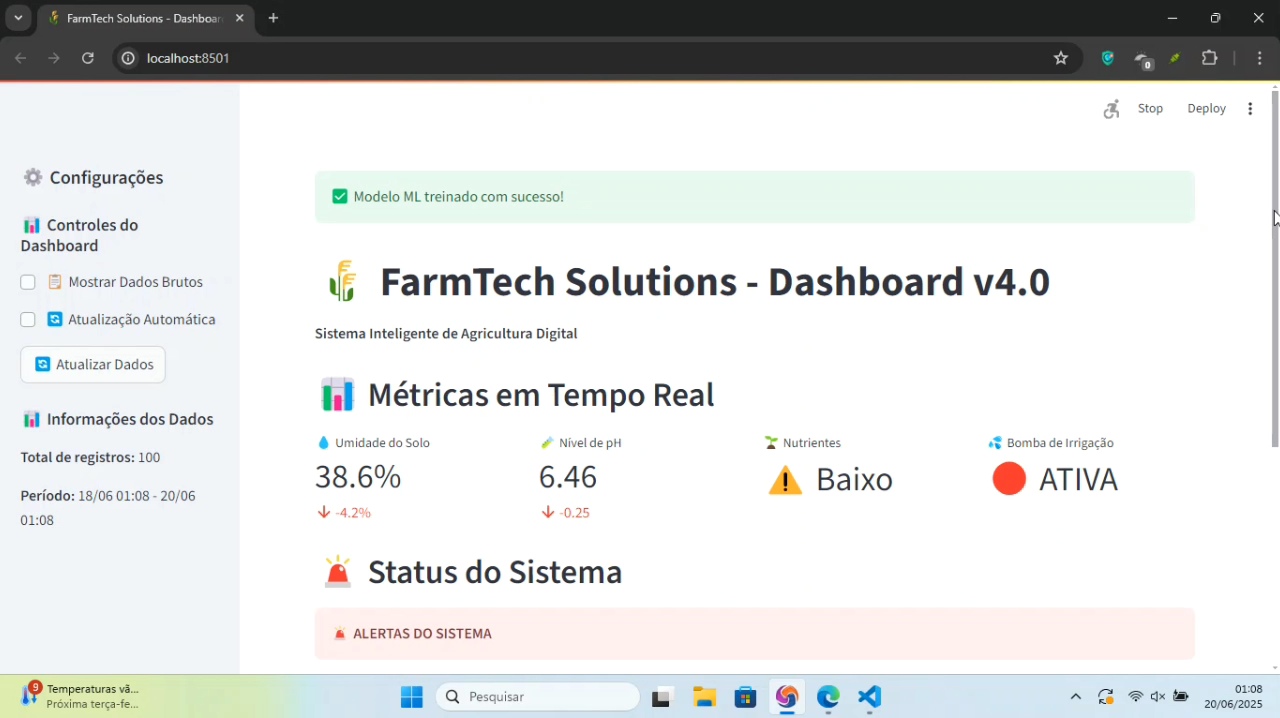 FarmTech Solutions - Dashboar
localhost:8501
0
Stop
Deploy
Configurações
Controles do
Dashboard
Mostrar Dados Brutos
Atualização Automática
Atualizar Dados
Informações dos Dados
Total de registros: 100
Período: 18/06 01:08 - 20/06
01:08
Modelo ML treinado com sucesso!
FarmTech Solutions - Dashboard v4.0
Sistema Inteligente de Agricultura Digital
Métricas em Tempo Real
Umidade do Solo
38.6%
-4.2%
Nível de pH
6.46
-0.25
Nutrientes
Baixo
Bomba de Irrigação
ATIVA
Status do Sistema
ALERTAS DO SISTEMA
9
Temperaturas vã...
Próxima terça-fe...
Pesquisar
01:08
20/06/2025